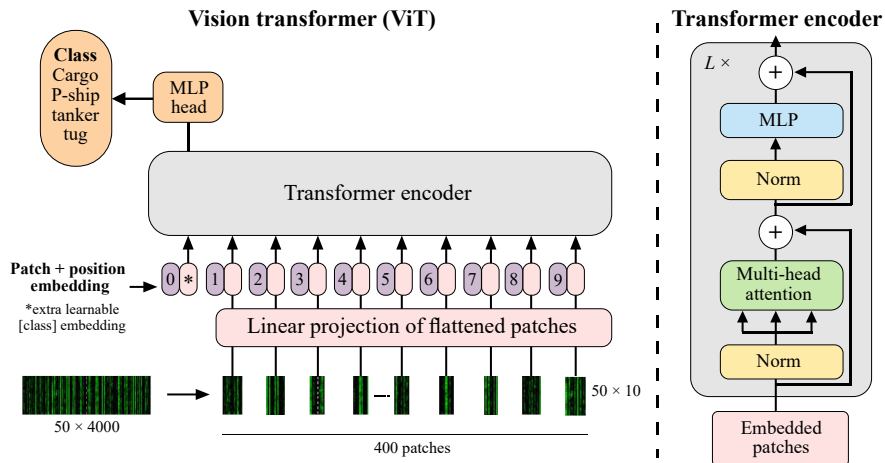 Vision transformer (ViT)
Transformer encoder
Class
Cargo
P-ship
tanker
tug
MLP
head
Transformer encoder
Patch + position
embedding
*extra learnable
[class] embedding
0 * 1 2 3 4 5 6 7 8 9
Linear projection of flattened patches
50 × 4000
50 × 10
400 patches
L ×
+
MLP
Norm
+
Multi-head
attention
Norm
Embedded
patches